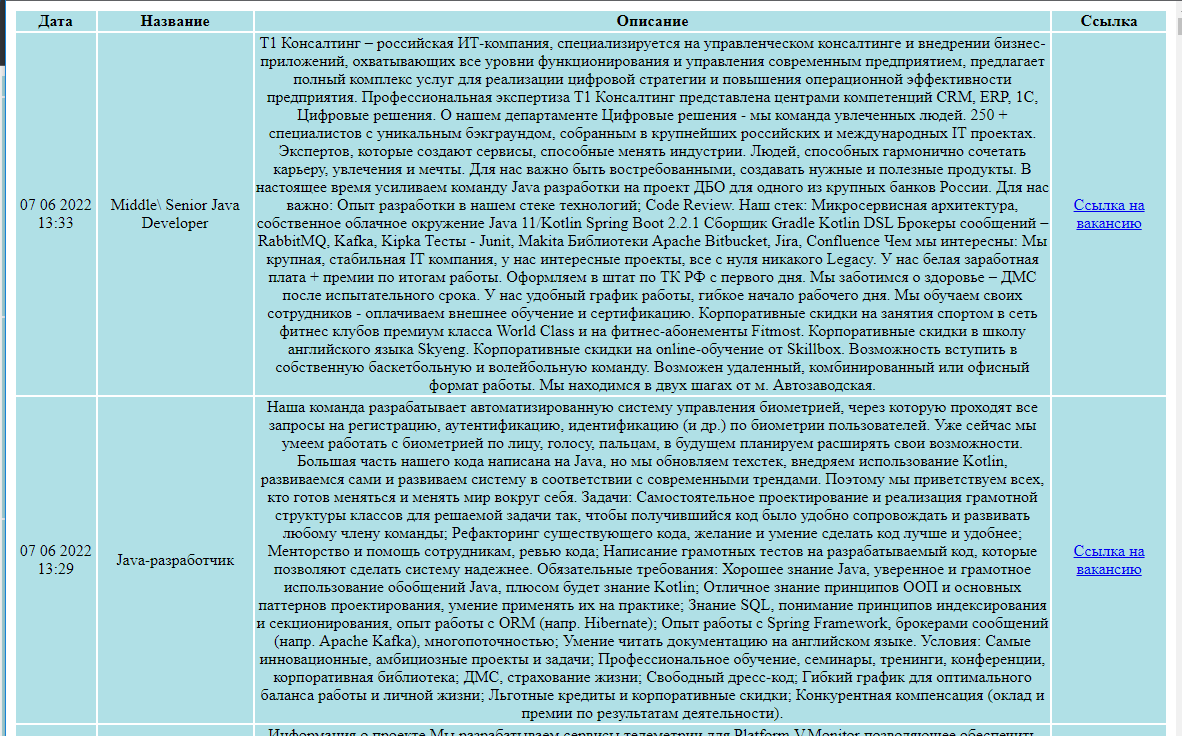 Дата Название Описание Ссылка
07 06 2022
13:33
Middle\ Senior Java
Developer
Т1 Консалтинг – российская ИТ-компания, специализируется на управленческом консалтинге и внедрении бизнес-
приложений, охватывающих все уровни функционирования и управления современным предприятием, предлагает
полный комплекс услуг для реализации цифровой стратегии и повышения операционной эффективности
предприятия. Профессиональная экспертиза Т1 Консалтинг представлена центрами компетенций CRM, ERP, 1С,
Цифровые решения. О нашем департаменте Цифровые решения - мы команда увлеченных людей. 250 +
специалистов с уникальным бэкграундом, собранным в крупнейших российских и международных IT проектах.
Экспертов, которые создают сервисы, способные менять индустрии. Людей, способных гармонично сочетать
карьеру, увлечения и мечты. Для нас важно быть востребованными, создавать нужные и полезные продукты. В
настоящее время усиливаем команду Java разработки на проект ДБО для одного из крупных банков России. Для нас
важно: Опыт разработки в нашем стеке технологий; Code Review. Наш стек: Микросервисная архитектура,
собственное облачное окружение Java 11/Kotlin Spring Boot 2.2.1 Сборщик Gradle Kotlin DSL Брокеры сообщений –
RabbitMQ, Kafka, Kipka Тесты - Junit, Makita Библиотеки Apache Bitbucket, Jira, Confluence Чем мы интересны: Мы
крупная, стабильная IT компания, у нас интересные проекты, все с нуля никакого Legacy. У нас белая заработная
плата + премии по итогам работы. Оформляем в штат по ТК РФ с первого дня. Мы заботимся о здоровье – ДМС
после испытательного срока. У нас удобный график работы, гибкое начало рабочего дня. Мы обучаем своих
сотрудников - оплачиваем внешнее обучение и сертификацию. Корпоративные скидки на занятия спортом в сеть
фитнес клубов премиум класса World Class и на фитнес-абонементы Fitmost. Корпоративные скидки в школу
английского языка Skyeng. Корпоративные скидки на online-обучение от Skillbox. Возможность вступить в
собственную баскетбольную и волейбольную команду. Возможен удаленный, комбинированный или офисный
формат работы. Мы находимся в двух шагах от м. Автозаводская.
Ссылка на
вакансию
07 06 2022
13:29
Java-разработчик
Наша команда разрабатывает автоматизированную систему управления биометрией, через которую проходят все
запросы на регистрацию, аутентификацию, идентификацию (и др.) по биометрии пользователей. Уже сейчас мы
умеем работать с биометрией по лицу, голосу, пальцам, в будущем планируем расширять свои возможности.
Большая часть нашего кода написана на Java, но мы обновляем техстек, внедряем использование Kotlin,
развиваемся сами и развиваем систему в соответствии с современными трендами. Поэтому мы приветствуем всех,
кто готов меняться и менять мир вокруг себя. Задачи: Самостоятельное проектирование и реализация грамотной
структуры классов для решаемой задачи так, чтобы получившийся код было удобно сопровождать и развивать
любому члену команды; Рефакторинг существующего кода, желание и умение сделать код лучше и удобнее;
Менторство и помощь сотрудникам, ревью кода; Написание грамотных тестов на разрабатываемый код, которые
позволяют сделать систему надежнее. Обязательные требования: Хорошее знание Java, уверенное и грамотное
использование обобщений Java, плюсом будет знание Kotlin; Отличное знание принципов ООП и основных
паттернов проектирования, умение применять их на практике; Знание SQL, понимание принципов индексирования
и секционирования, опыт работы с ORM (напр. Hibernate); Опыт работы с Spring Framework, брокерами сообщений
(напр. Apache Kafka), многопоточностью; Умение читать документацию на английском языке. Условия: Самые
инновационные, амбициозные проекты и задачи; Профессиональное обучение, семинары, тренинги, конференции,
корпоративная библиотека; ДМС, страхование жизни; Свободный дресс-код; Гибкий график для оптимального
баланса работы и личной жизни; Льготные кредиты и корпоративные скидки; Конкурентная компенсация (оклад и
премии по результатам деятельности).
Ссылка на
вакансию
Информация о проекте Мы разрабатываем сервисы телеметрии для Platform V Monitor позволяющее обеспечить